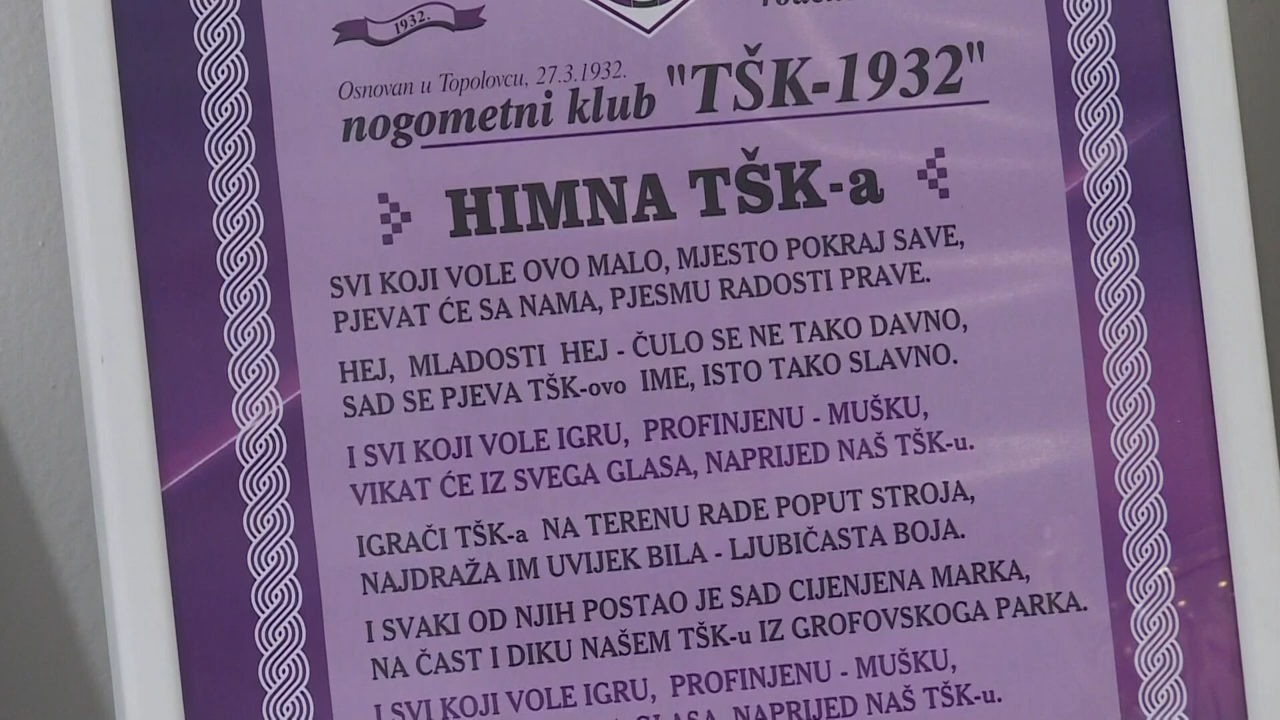 1932.
Osnovan u Topolovcu, 27.3.1932.
nogometni klub "TŠK-1932"
HIMNA TŠK-a
SVI KOJI VOLE OVO MALO, MJESTO POKRAJ SAVE,
PJEVAT ĆE SA NAMA, PJESMU RADOSTI PRAVE.
HEJ, MLADOSTI HEJ - ČULO SE NE TAKO DAVNO,
SAD SE PJEVA TŠK-ovo IME, ISTO TAKO SLAVNO.
I SVI KOJI VOLE IGRU, PROFINJENU - MUŠKU,
VIKAT ĆE IZ SVEGA GLASA, NAPRIJED NAŠ TŠK-u.
IGRAČI TŠK-a NA TERENU RADE POPUT STROJA,
NAJDRAŽA IM UVIJEK BILA - LJUBIČASTA BOJA.
I SVAKI OD NJIH POSTAO JE SAD CIJENJENA MARKA,
NA ČAST I DIKU NAŠEM TŠK-u IZ GROFOVSKOGA PARKA.
I SVI KOJI VOLE IGRU, PROFINJENU - MUŠKU,
GLASA, NAPRIJED NAŠ TŠK-u.